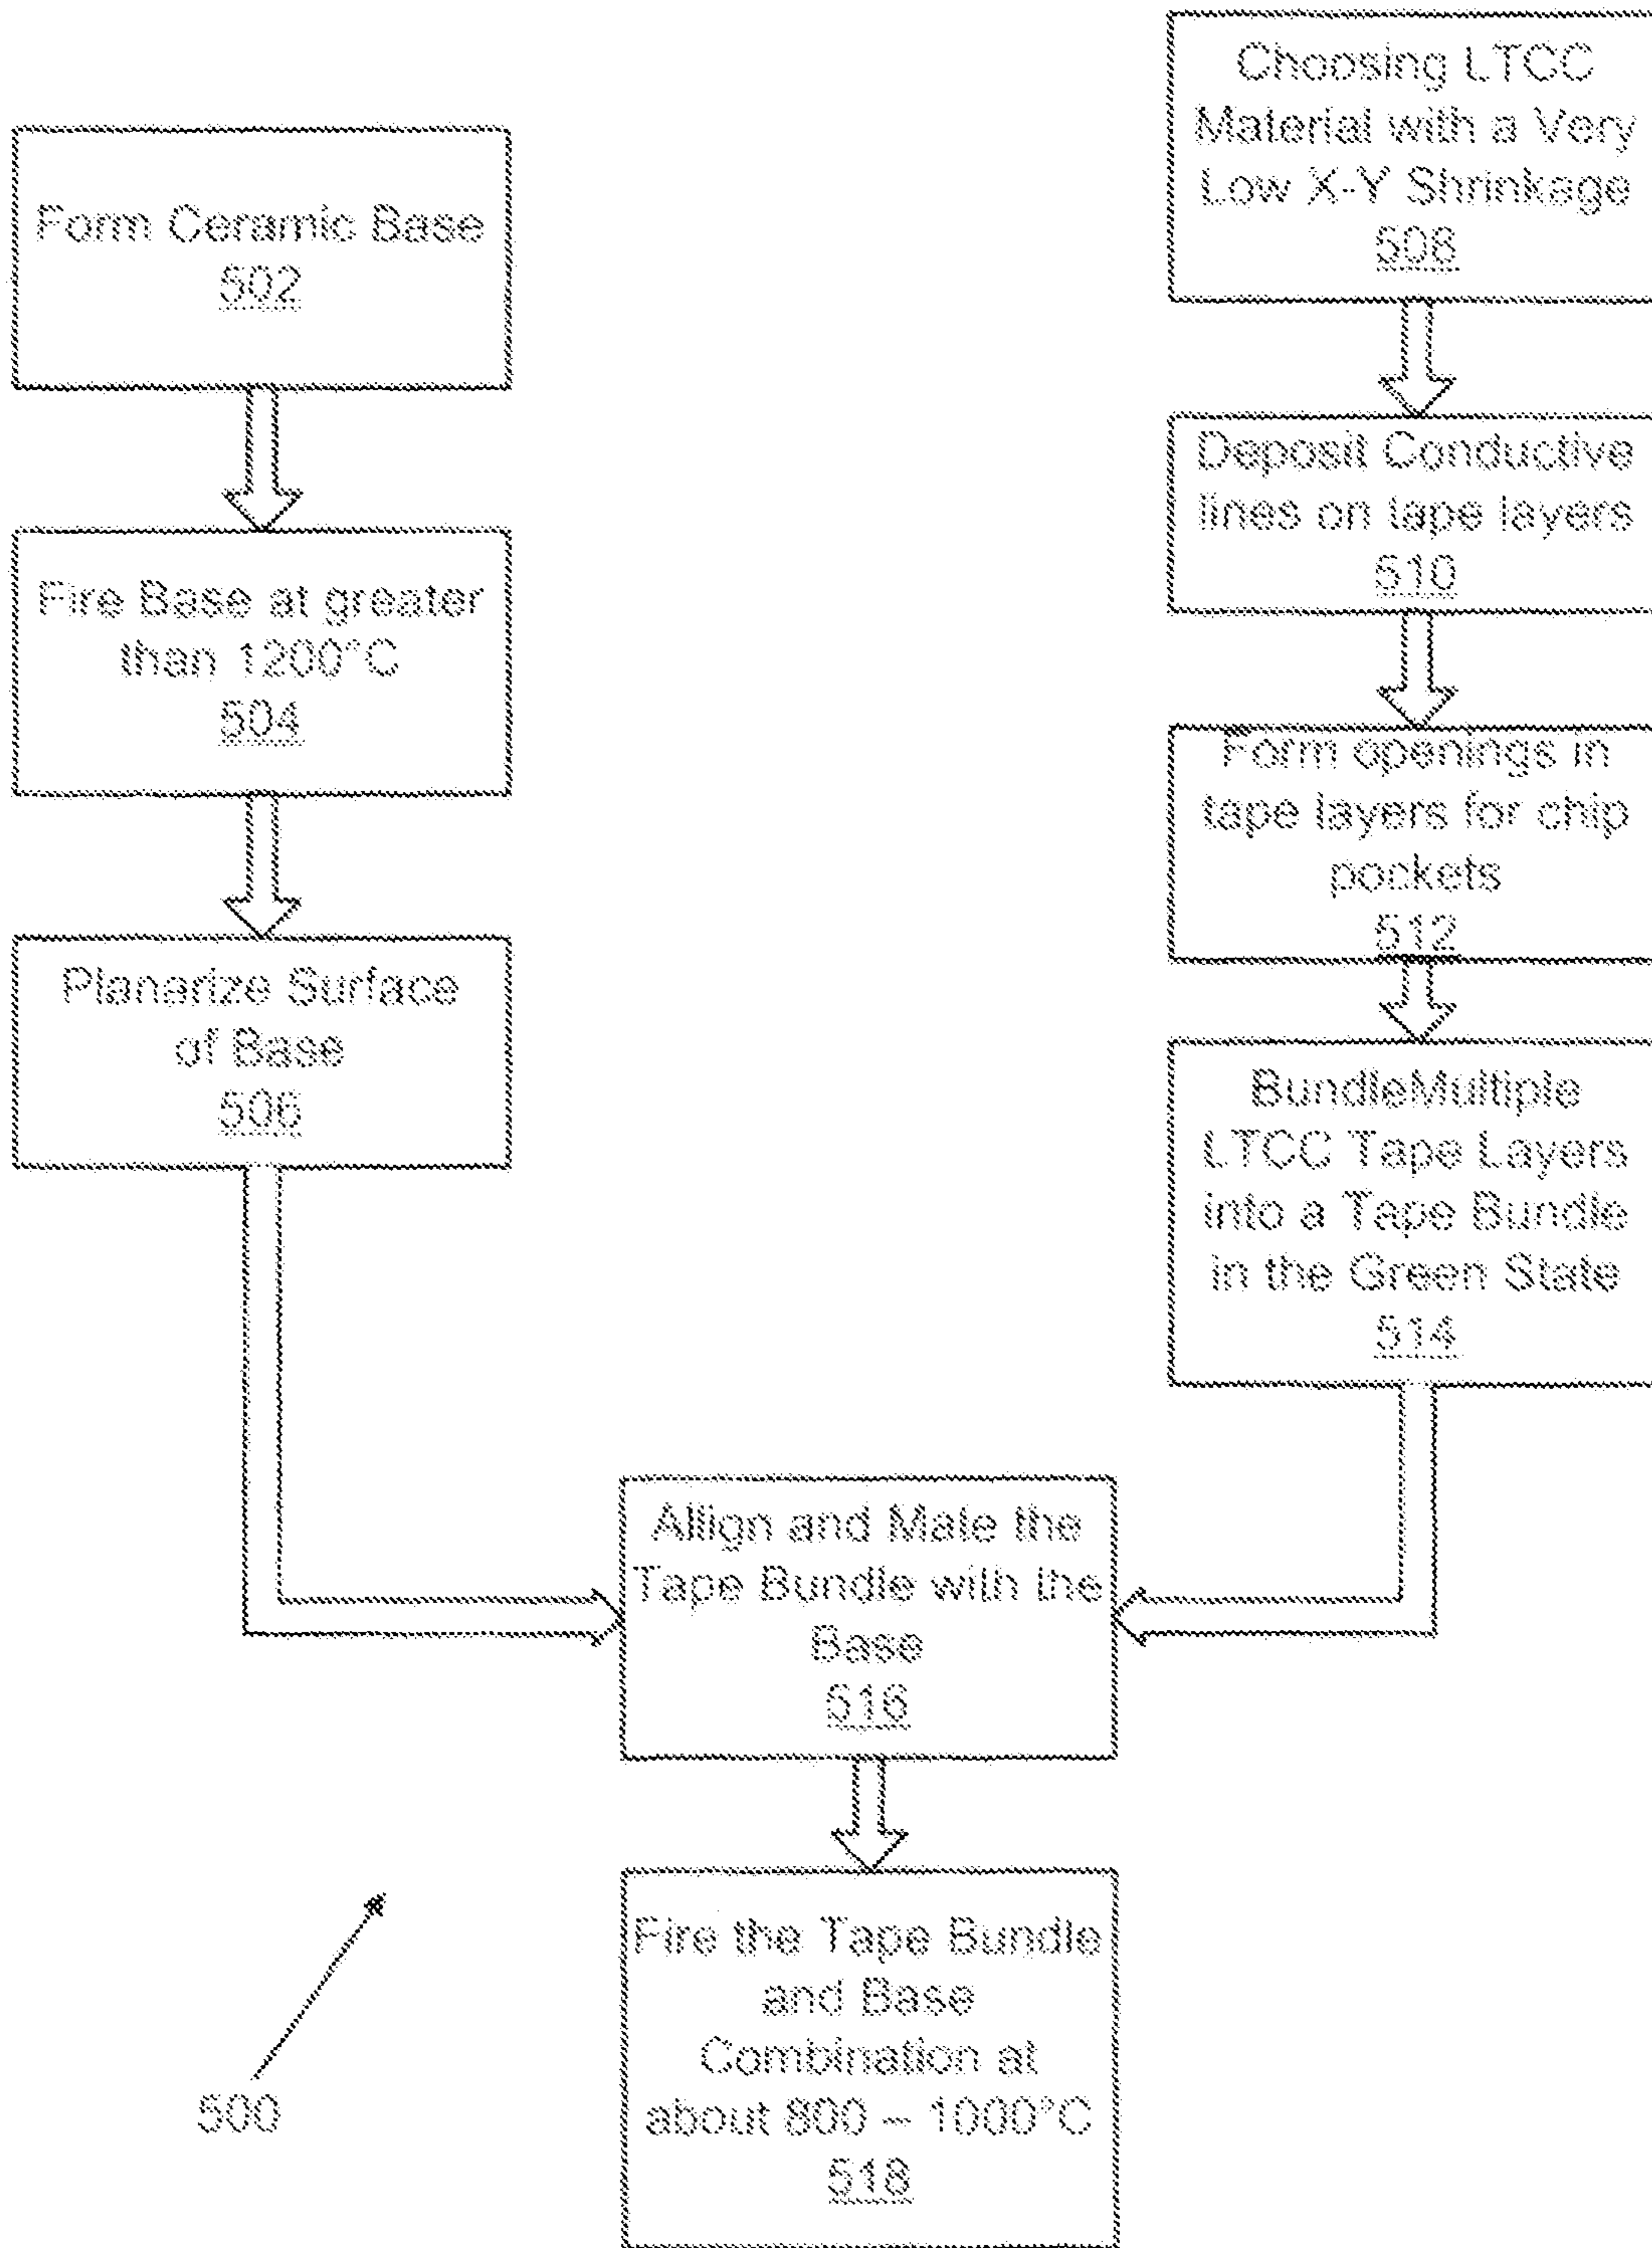 Form Ceramic Base
502
Fire Base at greater
than 1200°C
504
Planarize Surface
of Base
506
Choosing LTCC
Material with a Very
Low X-Y Shrinkage
508
Deposit Conductive
lines on tape layers
510
Form openings in
tape layers for chip
pockets
512
BundleMultiple
LTCC Tape Layers
into a Tape Bundle
in the Green State
514
Allign and Mate the
Tape Bundle with the
Base
516
Fire the Tape Bundle
and Base
Combination at
about 800 – 1000°C
518
500